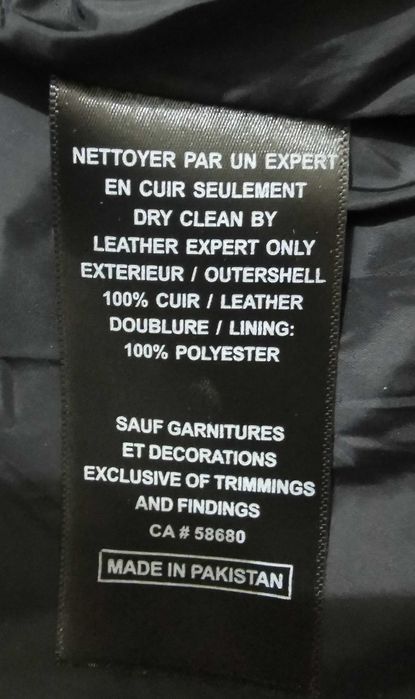 NETTOYER PAR UN EXPERT
EN CUIR SEULEMENT
DRY CLEAN BY
LEATHER EXPERT ONLY
EXTERIEUR / OUTERSHELL
100% CUIR / LEATHER
DOUBLURE / LINING:
100% POLYESTER
SAUF GARNITURES
ET DECORATIONS
EXCLUSIVE OF TRIMMINGS
AND FINDINGS
CA # 58680
MADE IN PAKISTAN